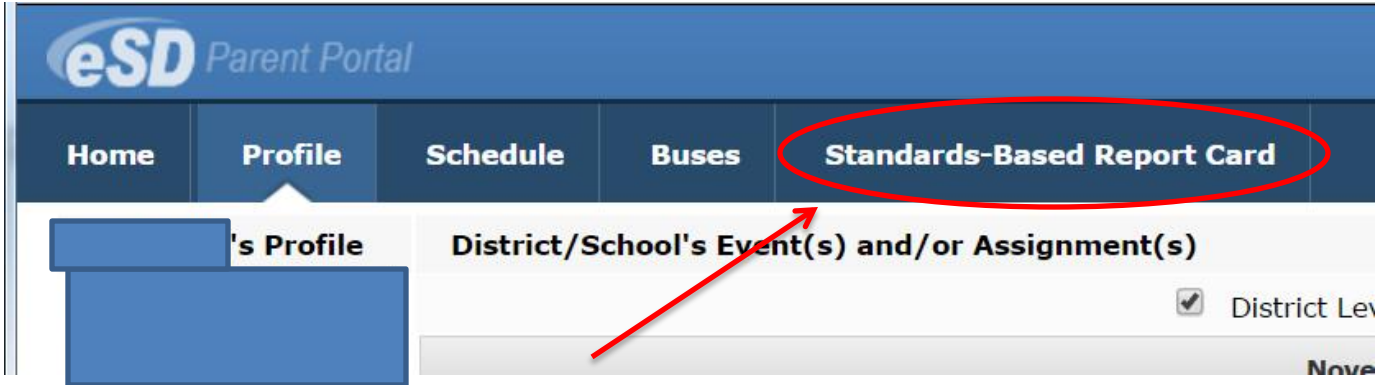 eSD Parent Portal
Home Profile Schedule Buses Standards-Based Report Card
's Profile
District/School's Event(s) and/or Assignment(s)
District Lev
Nove